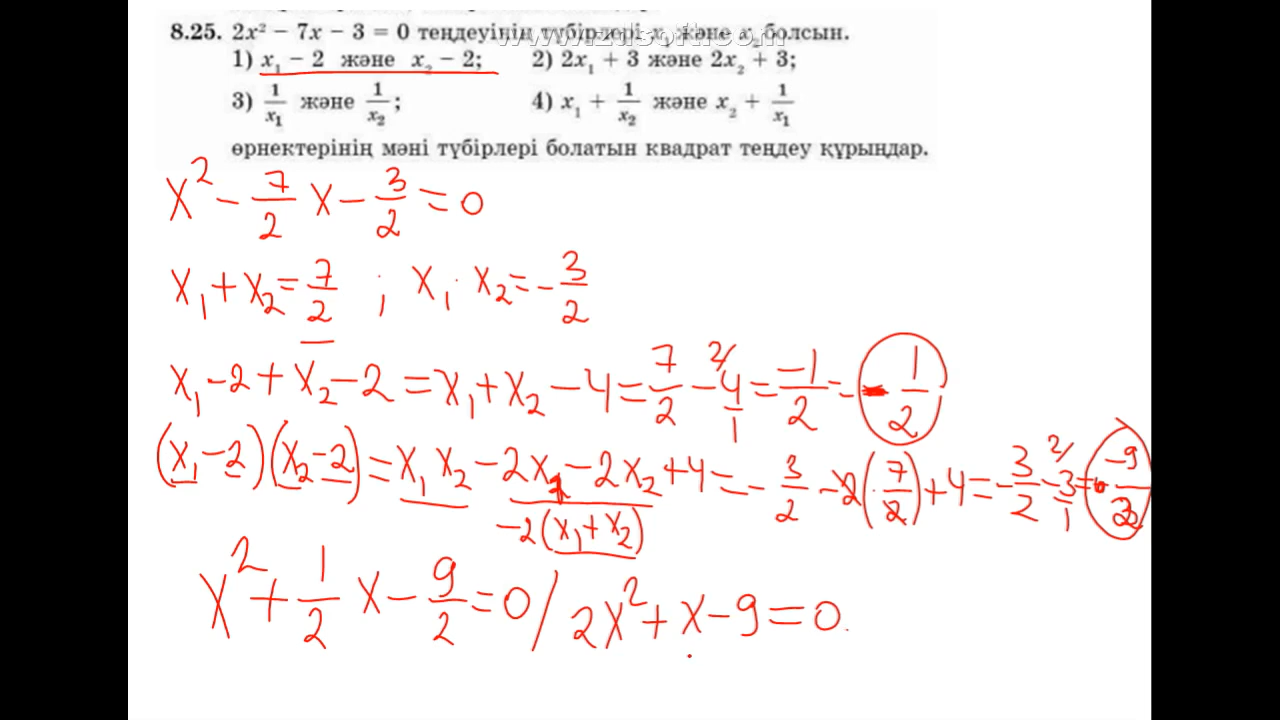 8.25. 2x² − 7x − 3 = 0 теңдеуінің түбірлері x₁ және x₂ болсын.
1) x₁ − 2 және x₂ − 2; 2) 2x₁ + 3 және 2x₂ + 3;
3) 1/x₁ және 1/x₂; 4) x₁ + 1/x₂ және x₂ + 1/x₁
өрнектерінің мәні түбірлері болатын квадрат теңдеу құрыңдар.
x² − 7/2 x − 3/2 = 0
x₁ + x₂ = 7/2 ; x₁ · x₂ = −3/2
x₁ − 2 + x₂ − 2 = x₁ + x₂ − 4 = 7/2 − 4/1 = −1/2 = −1/2
(x₁ − 2)(x₂ − 2) = x₁ x₂ − 2x₁ − 2x₂ + 4 = −3/2 − 2(7/2) + 4 = −3/2 − 3/1 = −9/2
−2(x₁ + x₂)
x² + 1/2 x − 9/2 = 0 / 2x² + x − 9 = 0.